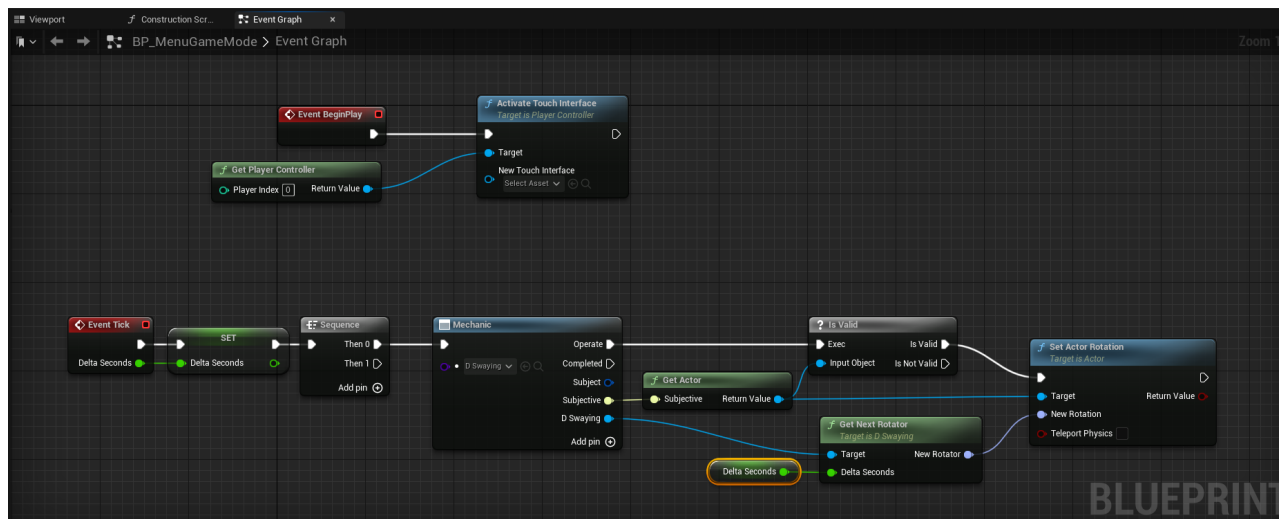 Viewport
f Construction Scr...
Event Graph ×
BP_MenuGameMode > Event Graph
Zoom
Event BeginPlay
f Activate Touch Interface
Target is Player Controller
Target
New Touch Interface
Select Asset
f Get Player Controller
Player Index 0 Return Value
Event Tick
Delta Seconds
SET
Delta Seconds
Sequence
Then 0
Then 1
Add pin
Mechanic
Operate
D Swaying
Completed
Subject
Subjective
D Swaying
Add pin
f Get Actor
Subjective Return Value
? Is Valid
Exec Is Valid
Input Object Is Not Valid
f Set Actor Rotation
Target is Actor
Target Return Value
New Rotation
Teleport Physics
f Get Next Rotator
Target is D Swaying
Target New Rotator
Delta Seconds
Delta Seconds
BLUEPRINT